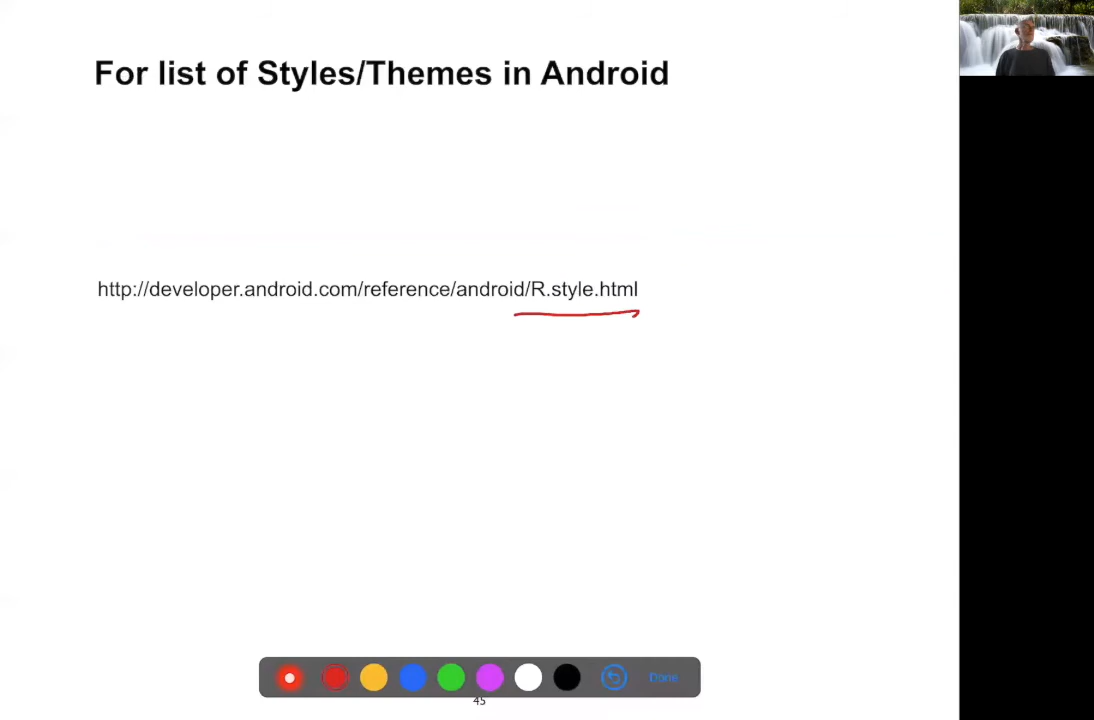 For list of Styles/Themes in Android
http://developer.android.com/reference/android/R.style.html
Done
45